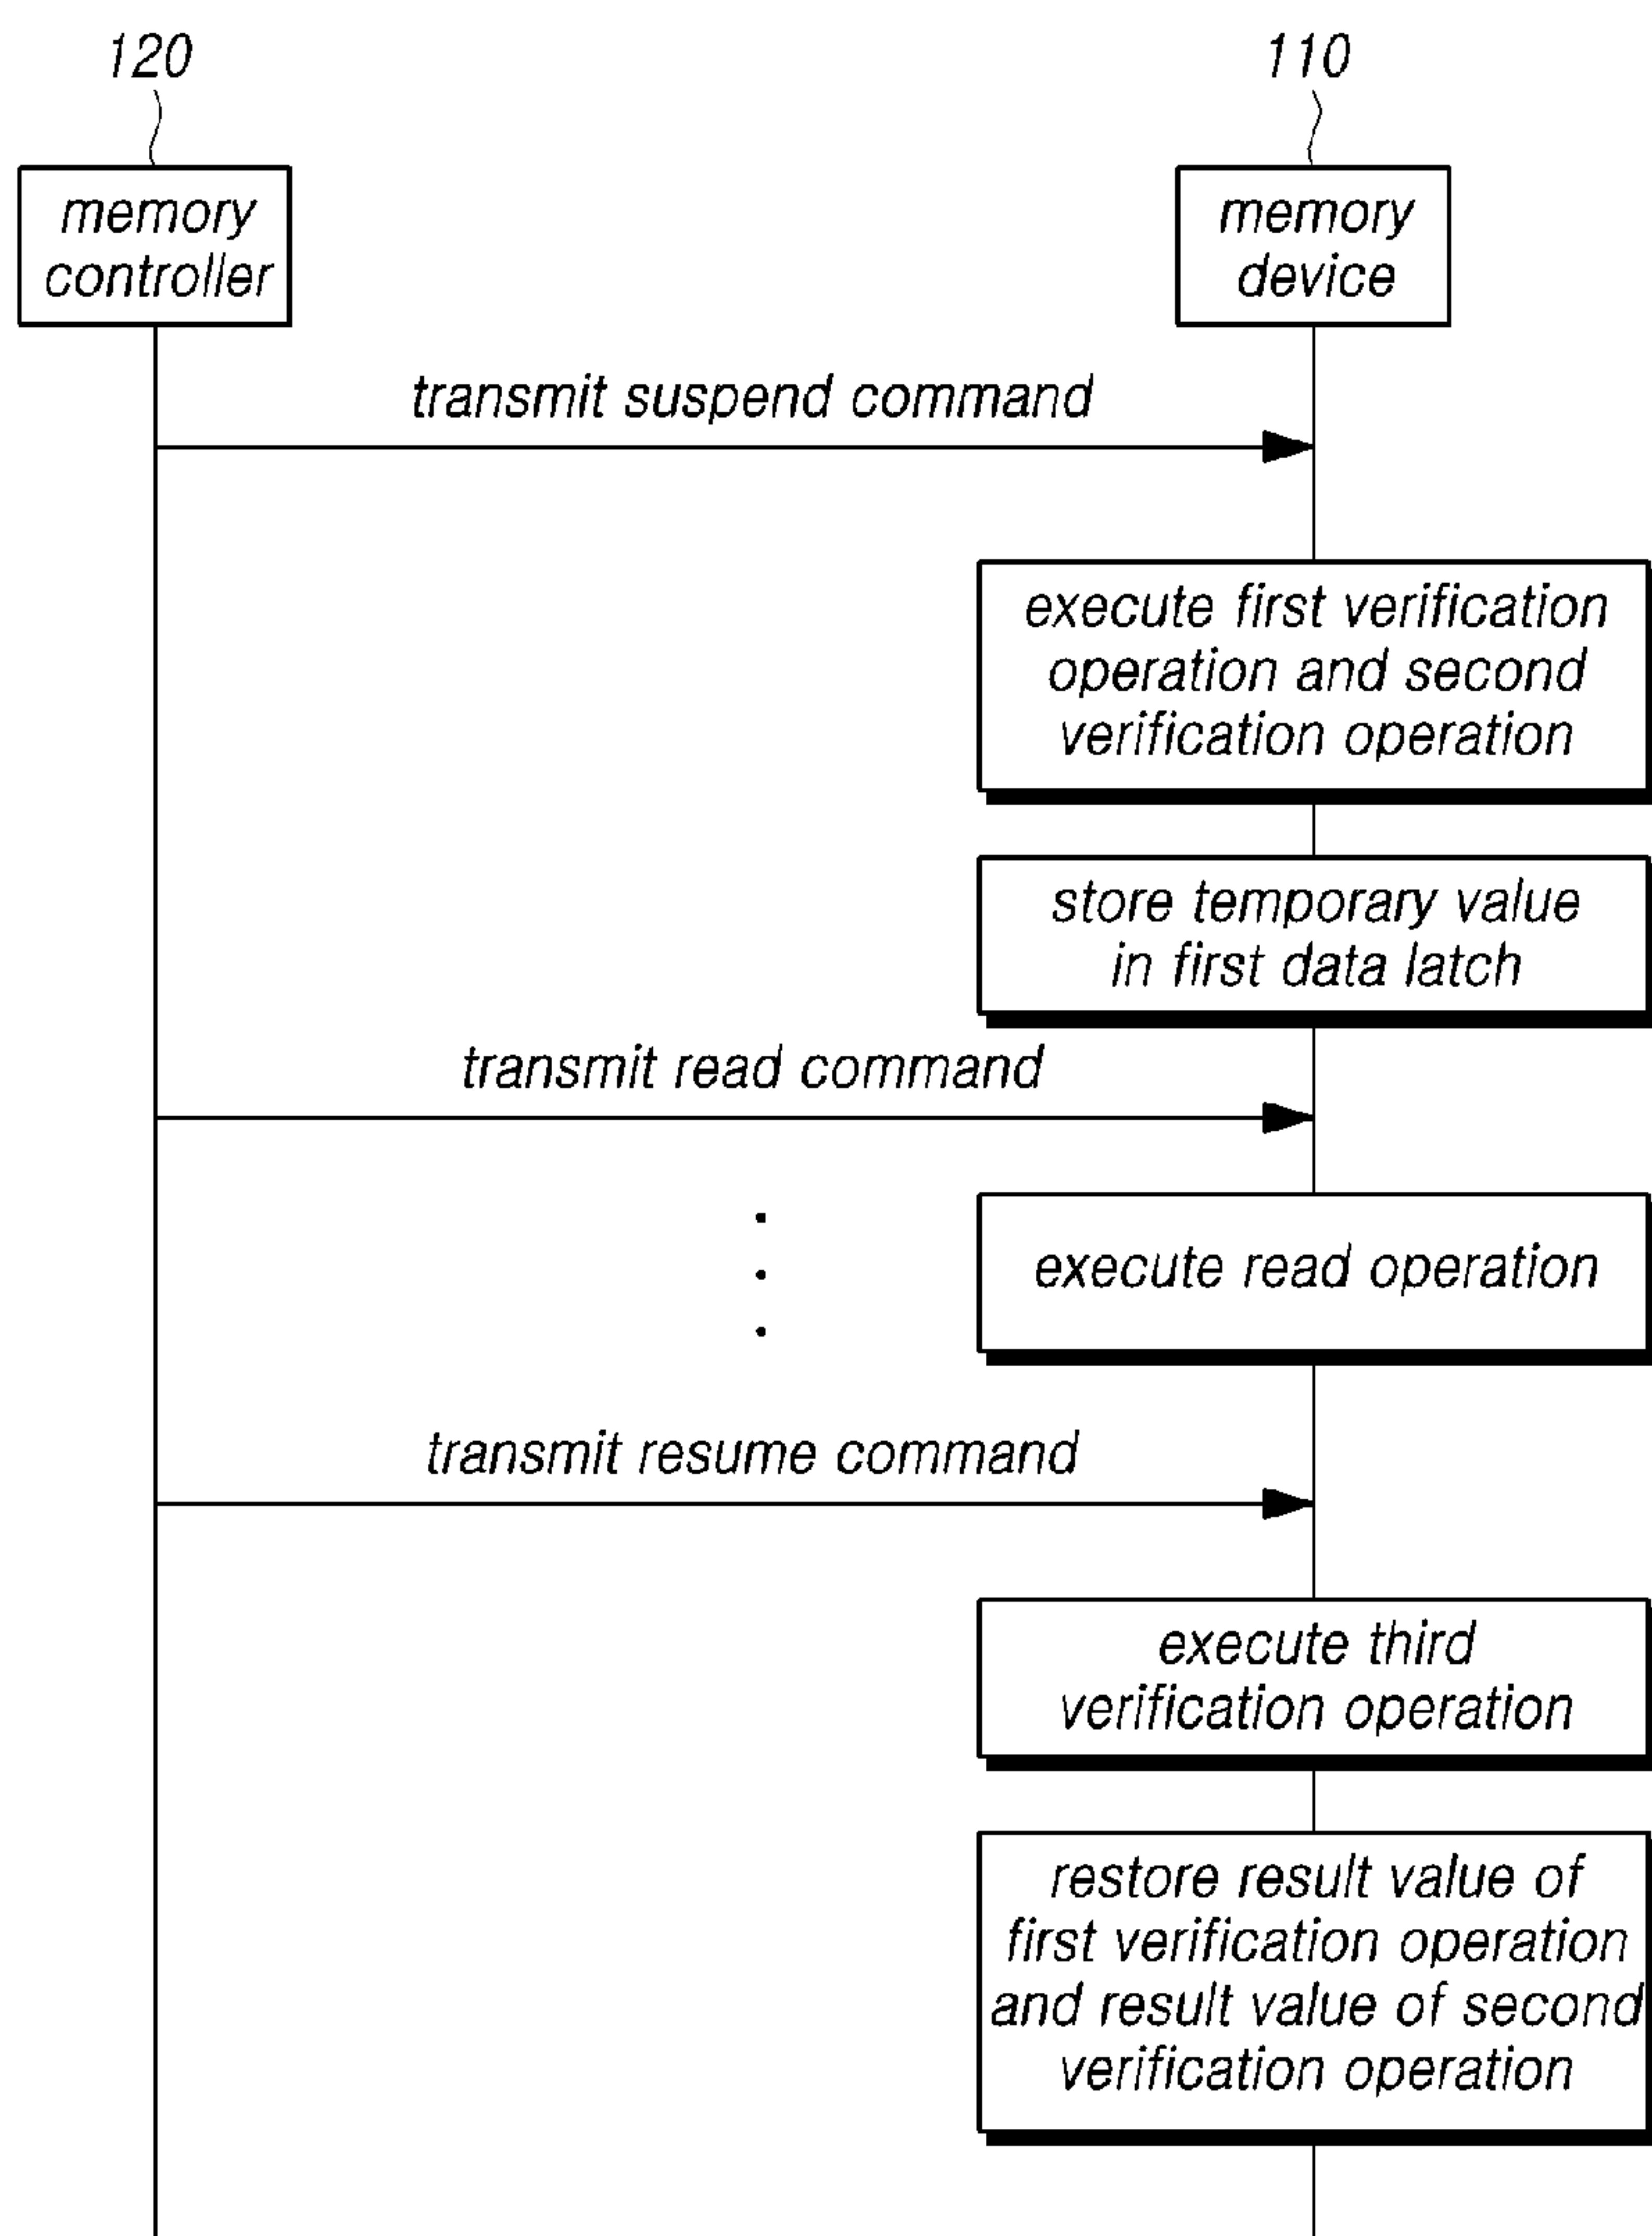 120
110
memory
controller
memory
device
transmit suspend command
execute first verification
operation and second
verification operation
store temporary value
in first data latch
transmit read command
execute read operation
transmit resume command
execute third
verification operation
restore result value of
first verification operation
and result value of second
verification operation